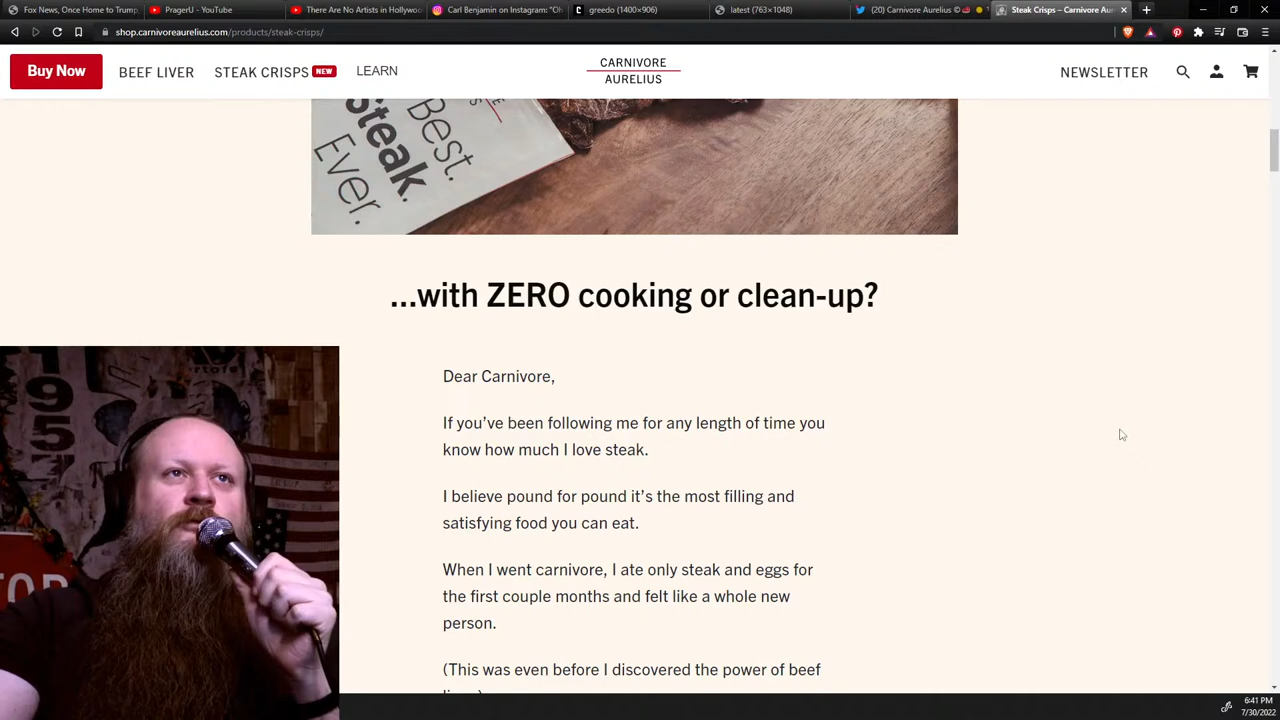 Fox News, Once Home to Trump,
PragerU - YouTube
There Are No Artists in Hollywoo
Carl Benjamin on Instagram: "Oh
greedo (1400×906)
latest (763×1048)
(20) Carnivore Aurelius
Steak Crisps – Carnivore Aur
shop.carnivoreaurelius.com/products/steak-crisps/
Buy Now
BEEF LIVER
STEAK CRISPS NEW
LEARN
CARNIVORE
AURELIUS
NEWSLETTER
Best.
Steak.
Ever.
...with ZERO cooking or clean-up?
Dear Carnivore,
If you’ve been following me for any length of time you
know how much I love steak.
I believe pound for pound it’s the most filling and
satisfying food you can eat.
When I went carnivore, I ate only steak and eggs for
the first couple months and felt like a whole new
person.
(This was even before I discovered the power of beef
1957
TOP
6:41 PM
7/30/2022